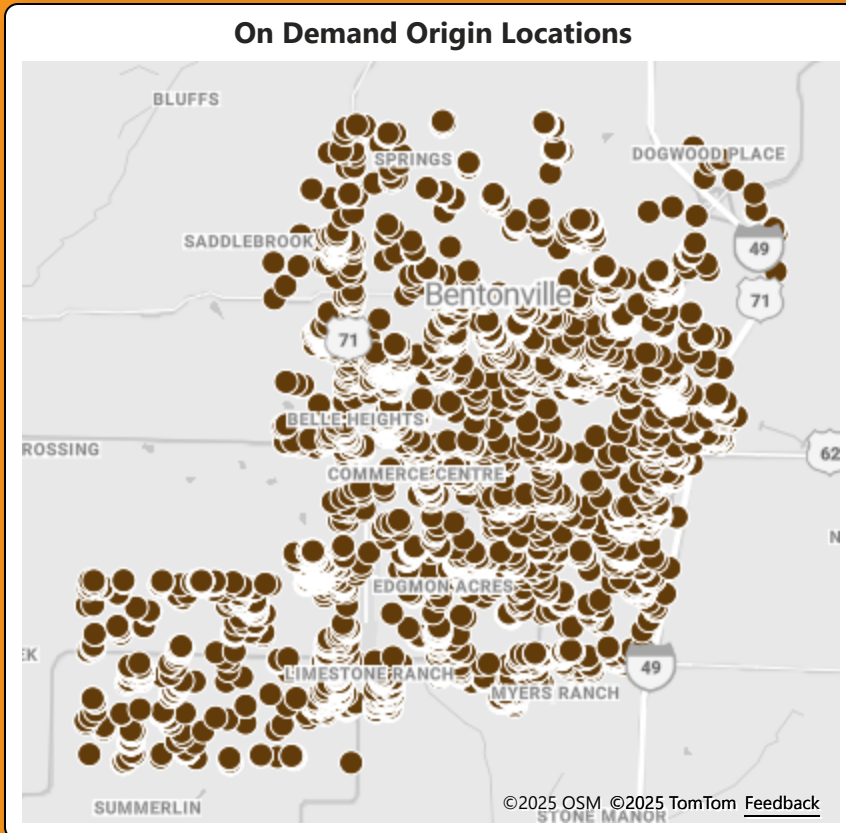 On Demand Origin Locations
BLUFFS
SPRINGS
DOGWOOD PLACE
SADDLEBROOK
49
Bentonville
71
71
BELLE HEIGHTS
ROSSING
62
COMMERCE CENTRE
N
EDGMON ACRES
EK
LIMESTONE RANCH
49
MYERS RANCH
SUMMERLIN
©2025 OSM ©2025 TomTom Feedback
STONE MANOR